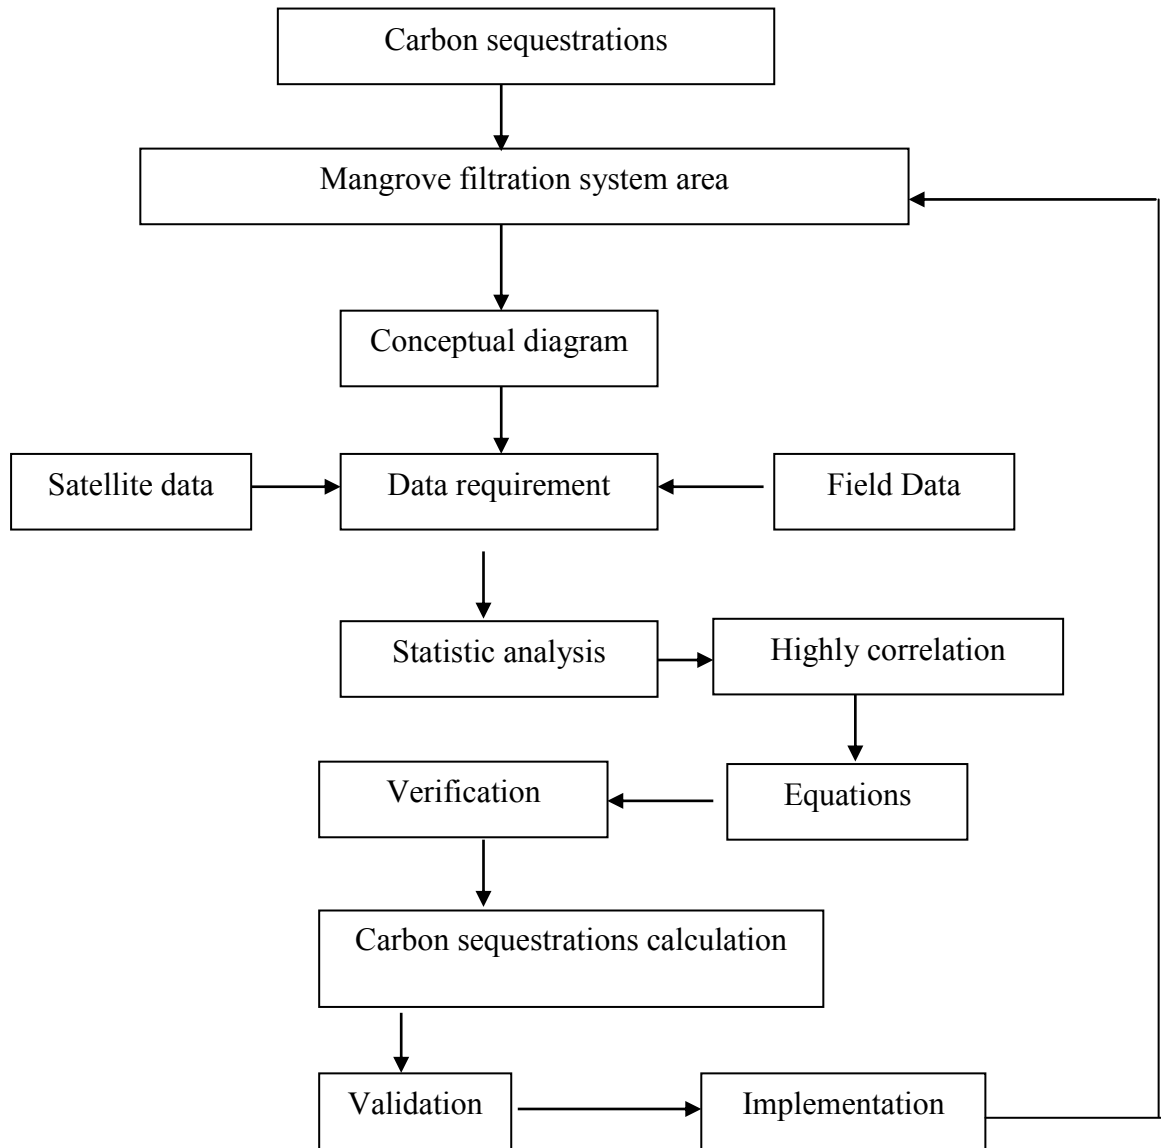 Carbon sequestrations
Mangrove filtration system area
Conceptual diagram
Satellite data
Data requirement
Field Data
Statistic analysis
Highly correlation
Verification
Equations
Carbon sequestrations calculation
Validation
Implementation